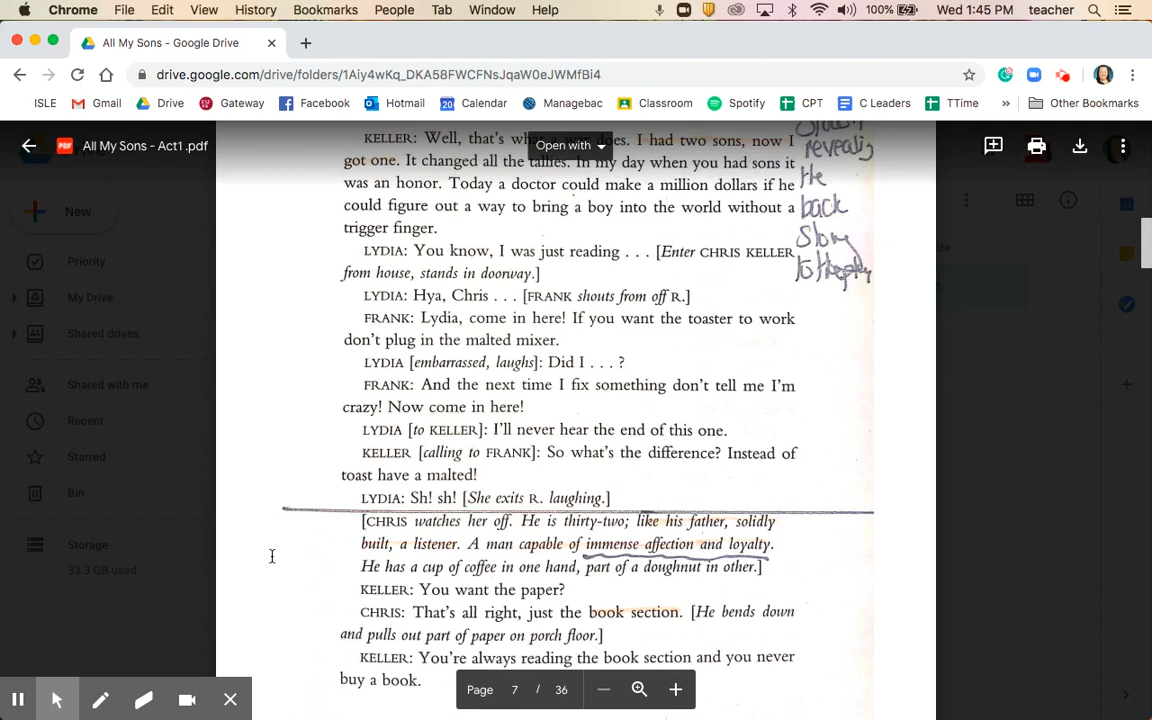 Chrome File Edit View History Bookmarks People Tab Window Help 100% Wed 1:45 PM teacher
All My Sons - Google Drive
drive.google.com/drive/folders/1Aiy4wKq_DKA58FWCFNsJqaW0eJWMfBi4
ISLE Gmail Drive Gateway Facebook Hotmail Calendar Managebac Classroom Spotify CPT C Leaders TTime » Other Bookmarks
PDF All My Sons - Act1.pdf
Open with
KELLER: Well, that's what a war does. I had two sons, now I
got one. It changed all the tallies. In my day when you had sons it
was an honor. Today a doctor could make a million dollars if he
could figure out a way to bring a boy into the world without a
trigger finger.
LYDIA: You know, I was just reading . . . [Enter CHRIS KELLER
from house, stands in doorway.]
LYDIA: Hya, Chris . . . [FRANK shouts from off R.]
FRANK: Lydia, come in here! If you want the toaster to work
don't plug in the malted mixer.
LYDIA [embarrassed, laughs]: Did I . . . ?
FRANK: And the next time I fix something don't tell me I'm
crazy! Now come in here!
LYDIA [to KELLER]: I'll never hear the end of this one.
KELLER [calling to FRANK]: So what's the difference? Instead of
toast have a malted!
LYDIA: Sh! sh! [She exits R. laughing.]
[CHRIS watches her off. He is thirty-two; like his father, solidly
built, a listener. A man capable of immense affection and loyalty.
He has a cup of coffee in one hand, part of a doughnut in other.]
KELLER: You want the paper?
CHRIS: That's all right, just the book section. [He bends down
and pulls out part of paper on porch floor.]
KELLER: You're always reading the book section and you never
buy a book.
revealing
the
back
Story
New
Priority
My Drive
Shared drives
Shared with me
Recent
Starred
Bin
Storage
33.3 GB used
Page 7 / 36